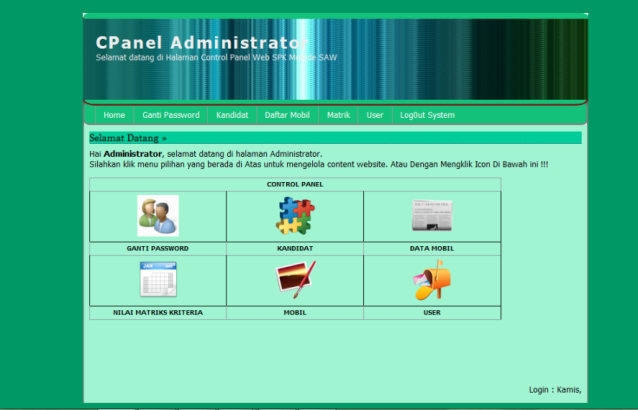 CPanel Administrator
Selamat datang di Halaman Control Panel Web SPK Metode SAW
Home Ganti Password Kandidat Daftar Mobil Matrik User Log0ut System
Selamat Datang »
Hai Administrator, selamat datang di halaman Administrator.
Silahkan klik menu pilihan yang berada di Atas untuk mengelola content website. Atau Dengan Mengklik Icon Di Bawah ini !!!
CONTROL PANEL
GANTI PASSWORD KANDIDAT DATA MOBIL
JAN
NILAI MATRIKS KRITERIA MOBIL USER
Login : Kamis,